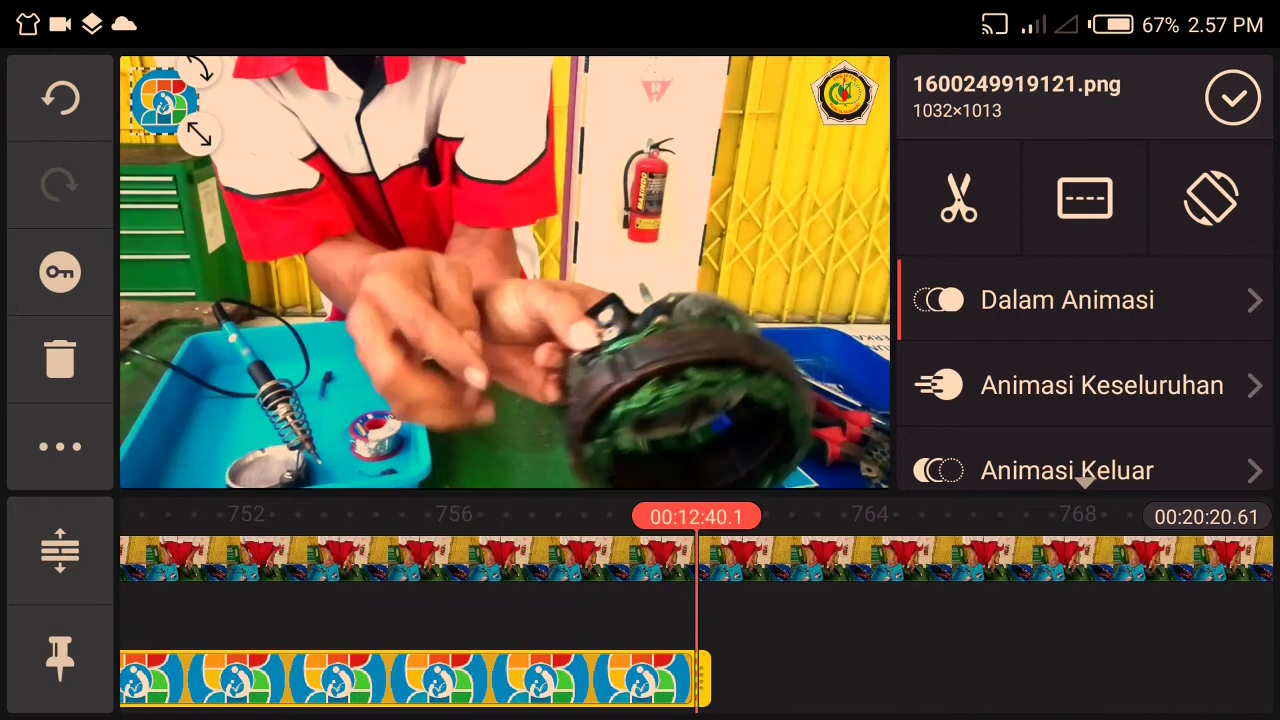 67% 2.57 PM
1600249919121.png
1032×1013
MAXINDO
Dalam Animasi
Animasi Keseluruhan
Animasi Keluar
752
756
00:12:40.1
764
768
00:20:20.61